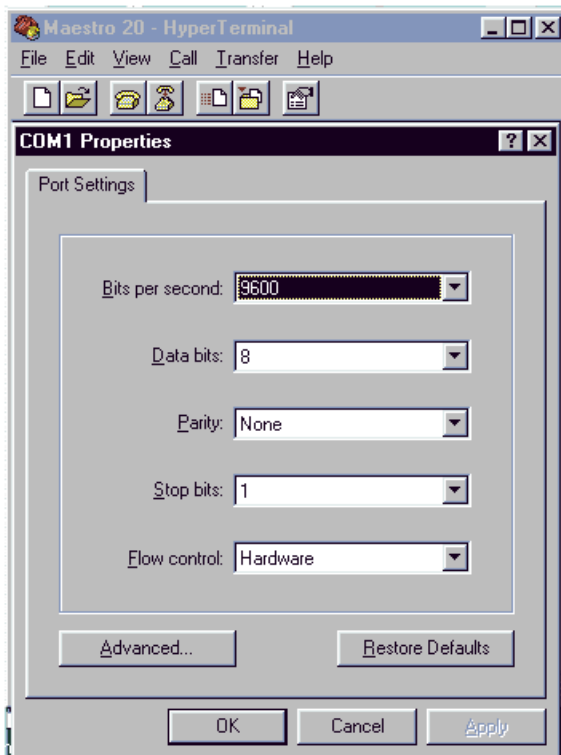 Maestro 20 - HyperTerminal
File Edit View Call Transfer Help
COM1 Properties
Port Settings
Bits per second: 9600
Data bits: 8
Parity: None
Stop bits: 1
Flow control: Hardware
Advanced... Restore Defaults
OK Cancel Apply